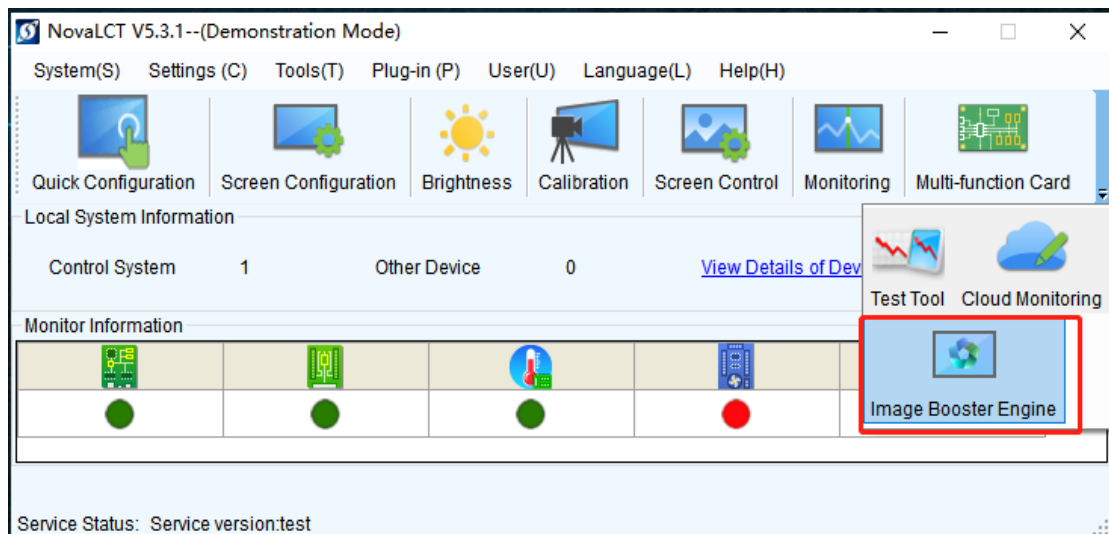 NovaLCT V5.3.1--(Demonstration Mode)
System(S) Settings (C) Tools(T) Plug-in (P) User(U) Language(L) Help(H)
Quick Configuration Screen Configuration Brightness Calibration Screen Control Monitoring Multi-function Card
Local System Information
Control System 1 Other Device 0 View Details of Dev
Test Tool Cloud Monitoring
Monitor Information
Image Booster Engine
Service Status: Service version:test